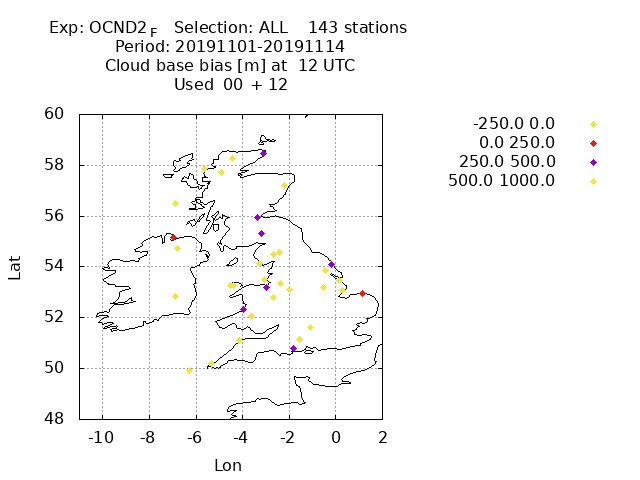 Exp: OCND2F Selection: ALL 143 stations
Period: 20191101-20191114
Cloud base bias [m] at 12 UTC
Used 00 + 12
-250.0 0.0
0.0 250.0
250.0 500.0
500.0 1000.0
60
58
56
54
52
50
48
Lat
-10 -8 -6 -4 -2 0 2
Lon